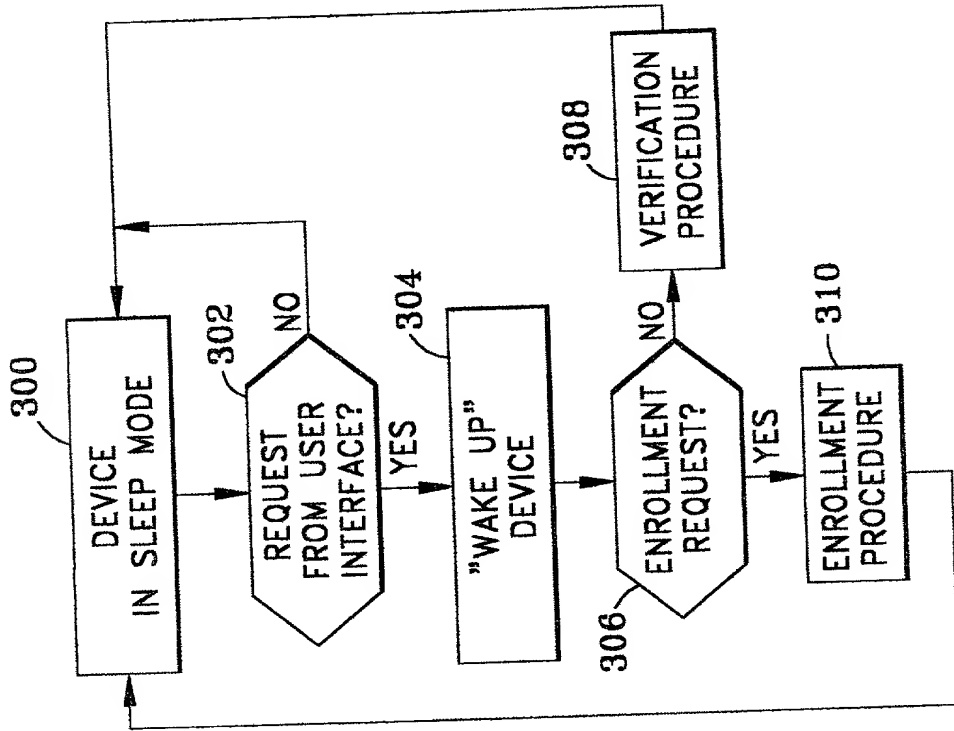 300
DEVICE
IN SLEEP MODE
302
REQUEST
FROM USER
INTERFACE?
NO
YES
304
"WAKE UP"
DEVICE
306
ENROLLMENT
REQUEST?
NO
YES
308
VERIFICATION
PROCEDURE
310
ENROLLMENT
PROCEDURE